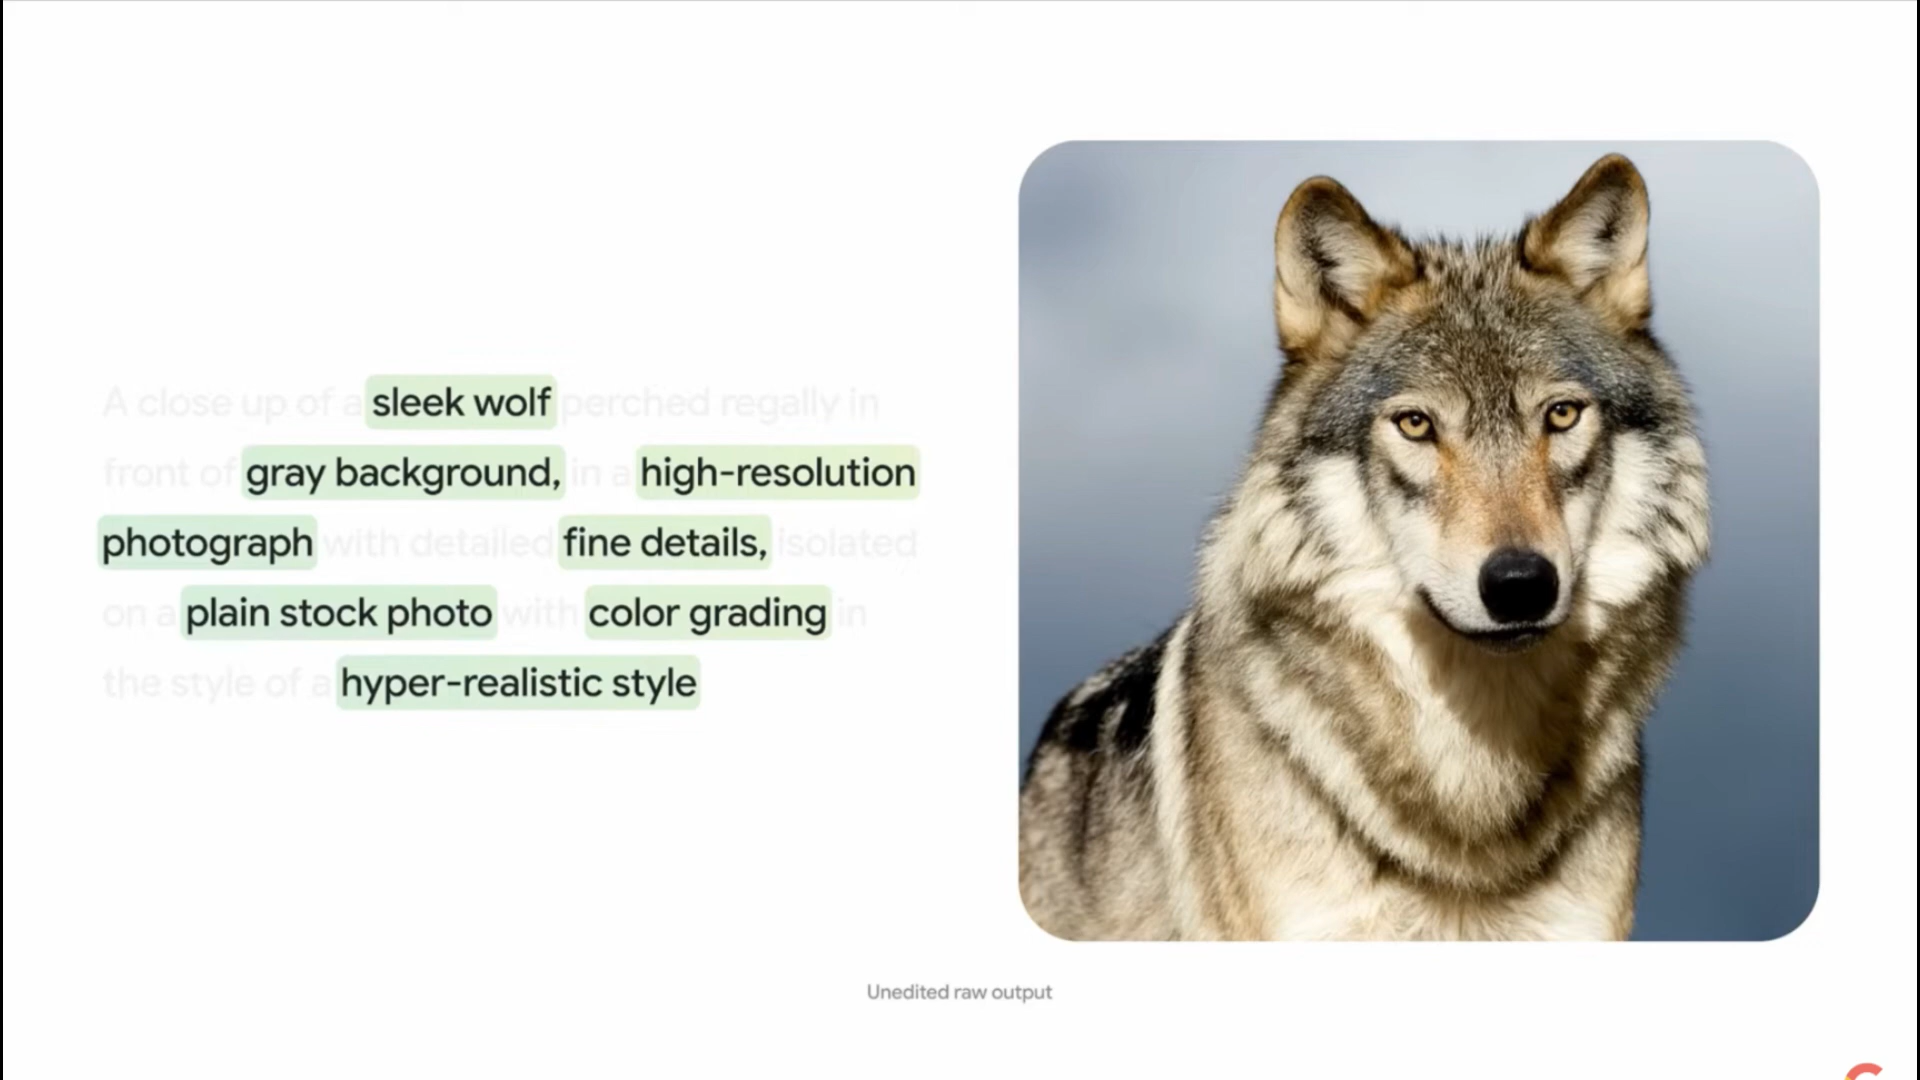 A close up of a sleek wolf perched regally in
front of gray background, in a high-resolution
photograph with detailed fine details, isolated
on a plain stock photo with color grading in
the style of a hyper-realistic style
Unedited raw output